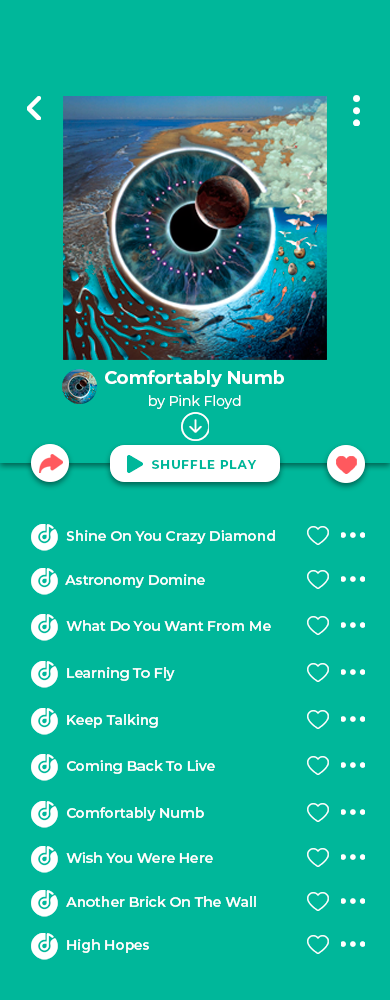 Comfortably Numb
by Pink Floyd
SHUFFLE PLAY
Shine On You Crazy Diamond
Astronomy Domine
What Do You Want From Me
Learning To Fly
Keep Talking
Coming Back To Live
Comfortably Numb
Wish You Were Here
Another Brick On The Wall
High Hopes